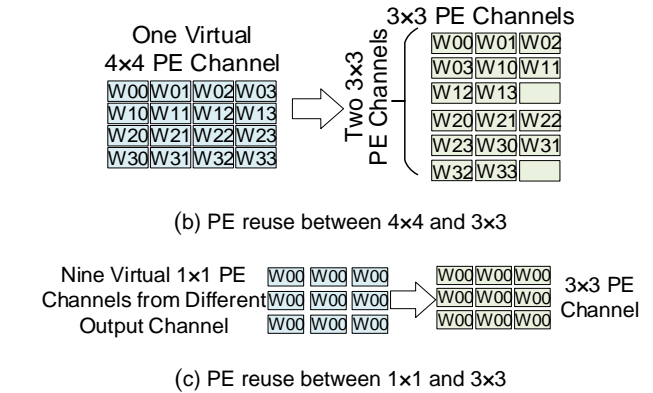 One Virtual
4×4 PE Channel
W00 W01 W02 W03
W10 W11 W12 W13
W20 W21 W22 W23
W30 W31 W32 W33
Two 3×3
PE Channels
3×3 PE Channels
W00 W01 W02
W03 W10 W11
W12 W13
W20 W21 W22
W23 W30 W31
W32 W33
(b) PE reuse between 4×4 and 3×3
Nine Virtual 1×1 PE
Channels from Different
Output Channel
W00 W00 W00
W00 W00 W00
W00 W00 W00
W00 W00 W00
W00 W00 W00
W00 W00 W00
3×3 PE
Channel
(c) PE reuse between 1×1 and 3×3